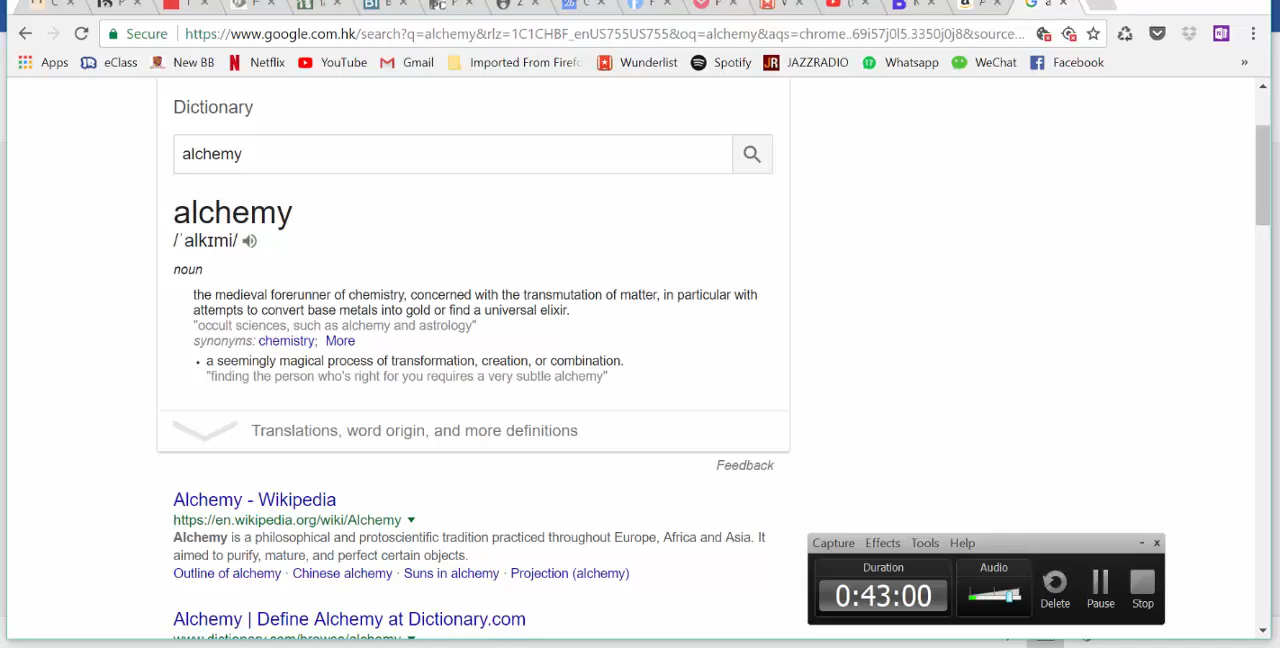 Secure https://www.google.com.hk/search?q=alchemy&rlz=1C1CHBF_enUS755US755&oq=alchemy&aqs=chrome..69i57j0l5.3350j0j8&source...
Apps eClass New BB Netflix YouTube Gmail Imported From Firefo Wunderlist Spotify JAZZRADIO Whatsapp WeChat Facebook »
Dictionary
alchemy
alchemy
/ˈalkɪmi/
noun
the medieval forerunner of chemistry, concerned with the transmutation of matter, in particular with
attempts to convert base metals into gold or find a universal elixir.
"occult sciences, such as alchemy and astrology"
synonyms: chemistry; More
• a seemingly magical process of transformation, creation, or combination.
"finding the person who's right for you requires a very subtle alchemy"
Translations, word origin, and more definitions
Feedback
Alchemy - Wikipedia
https://en.wikipedia.org/wiki/Alchemy
Alchemy is a philosophical and protoscientific tradition practiced throughout Europe, Africa and Asia. It
aimed to purify, mature, and perfect certain objects.
Outline of alchemy · Chinese alchemy · Suns in alchemy · Projection (alchemy)
Alchemy | Define Alchemy at Dictionary.com
www.dictionary.com/browse/alchemy
Capture Effects Tools Help - x
Duration Audio
0:43:00
Delete Pause Stop